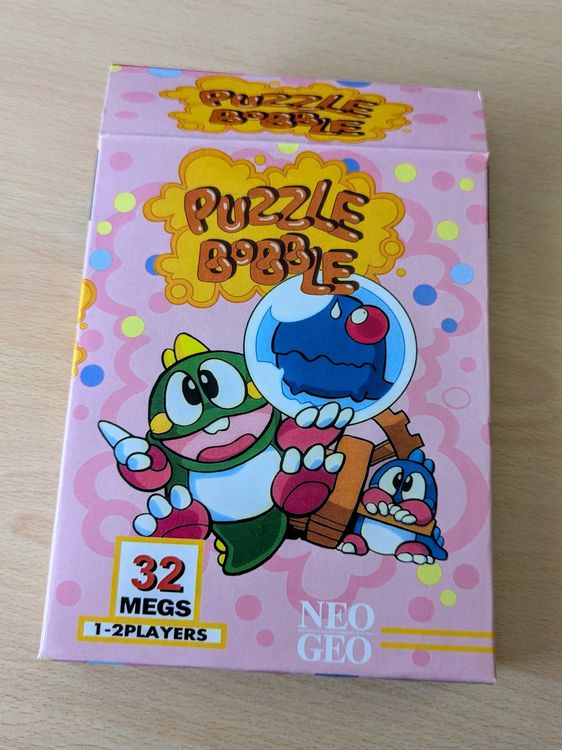 PUZZLE
BOBBLE
PUZZLE
BOBBLE
32
MEGS
1-2PLAYERS
NEO
GEO